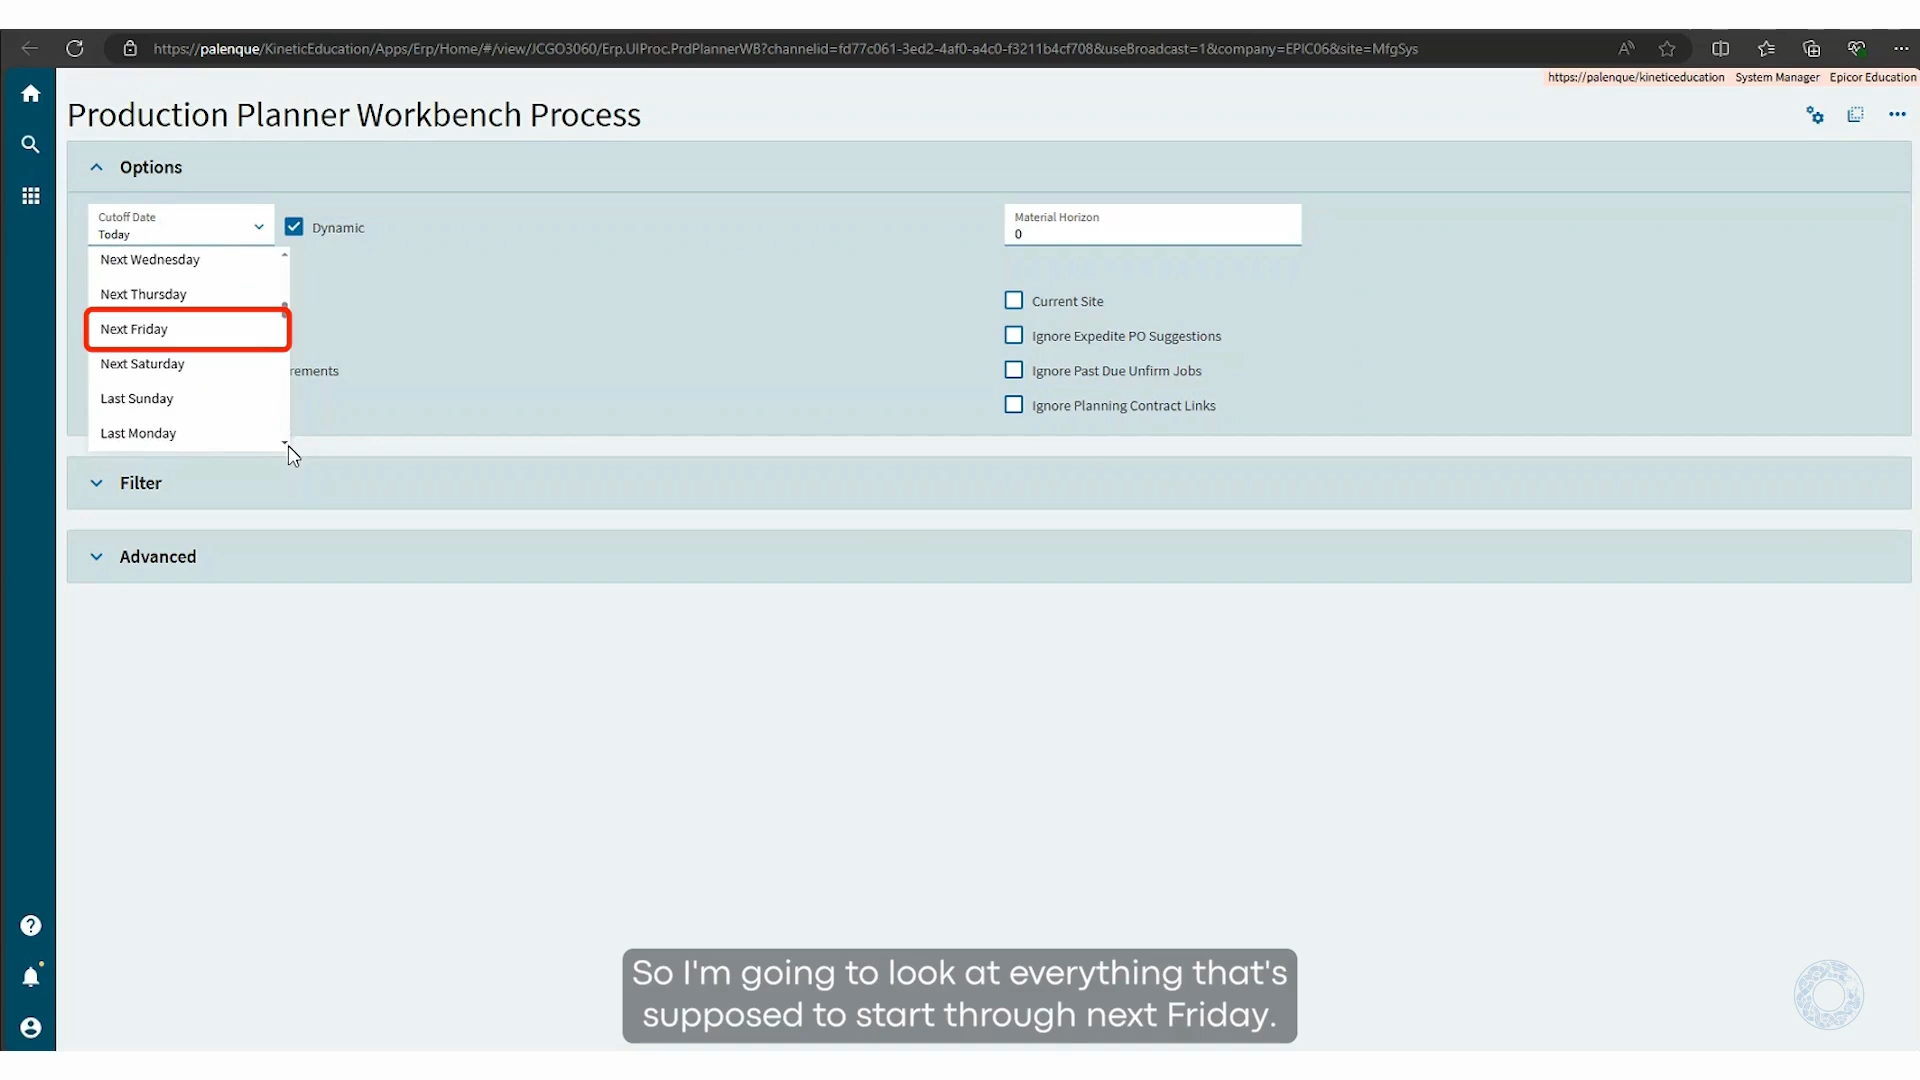 https://palenque/KineticEducation/Apps/Erp/Home/#/view/JCGO3060/Erp.UIProc.PrdPlannerWB?channelid=fd77c061-3ed2-4af0-a4c0-f3211b4cf708&useBroadcast=1&company=EPIC06&site=MfgSys
https://palenque/kineticeducation System Manager Epicor Education
Production Planner Workbench Process
Options
Cutoff Date
Today
Dynamic
Material Horizon
0
Next Wednesday
Next Thursday
Current Site
Next Friday
Ignore Expedite PO Suggestions
Next Saturday
rements
Ignore Past Due Unfirm Jobs
Last Sunday
Ignore Planning Contract Links
Last Monday
Filter
Advanced
So I'm going to look at everything that's
supposed to start through next Friday.